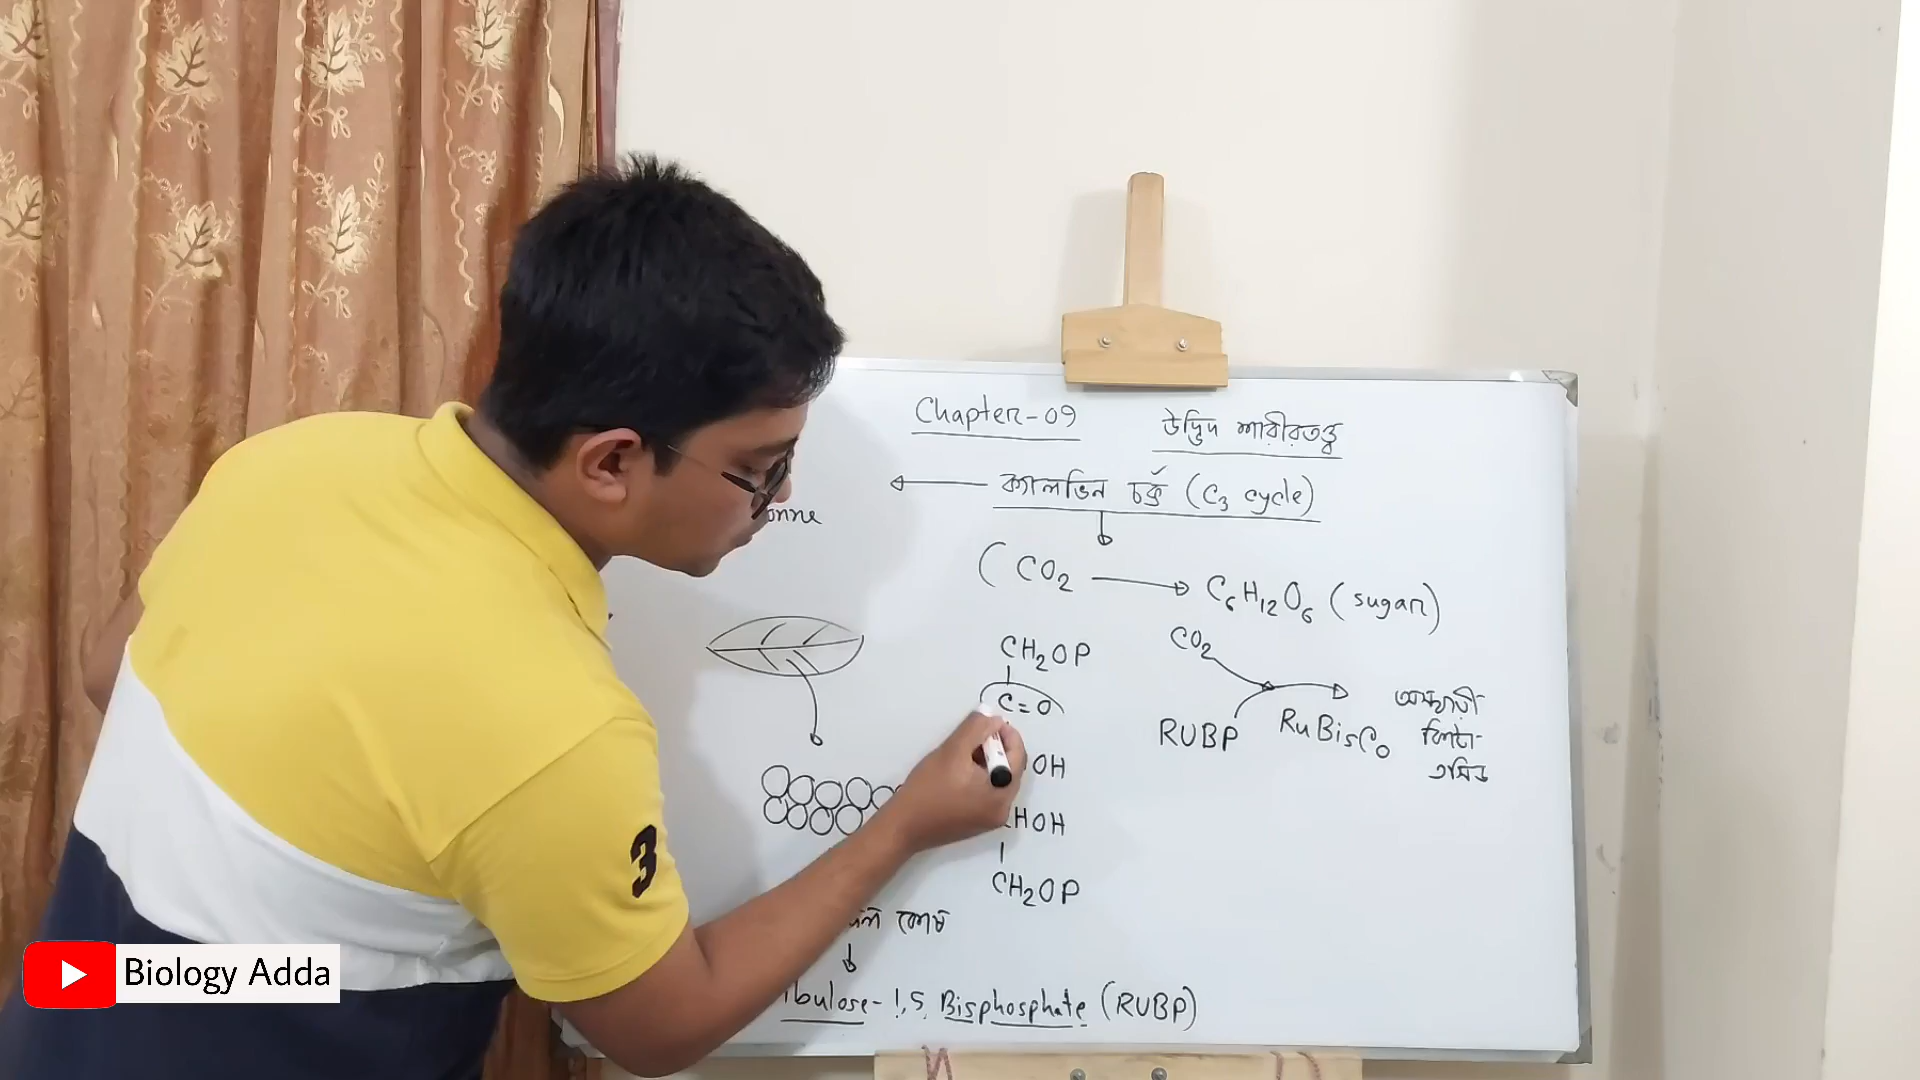 Chapter-09
উদ্ভিদ শারীরতত্ত্ব
ক্যালভিন চক্র (C3 cycle)
(CO2 → C6H12O6 (sugar)
CH2OP
C=O
OH
HOH
CH2OP
CO2
RUBP
RuBisCo
অস্থায়ী
কিটো
এসিড
ibulose-1,5 Bisphosphate (RUBP)
3
Biology Adda